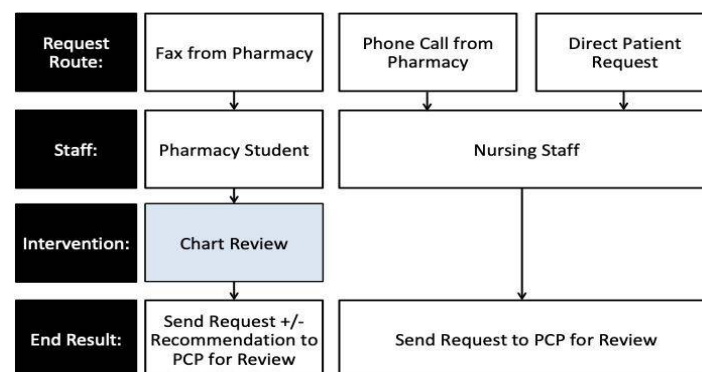 Request
Route:
Fax from Pharmacy
Phone Call from
Pharmacy
Direct Patient
Request
Staff:
Pharmacy Student
Nursing Staff
Intervention:
Chart Review
End Result:
Send Request +/-
Recommendation to
PCP for Review
Send Request to PCP for Review